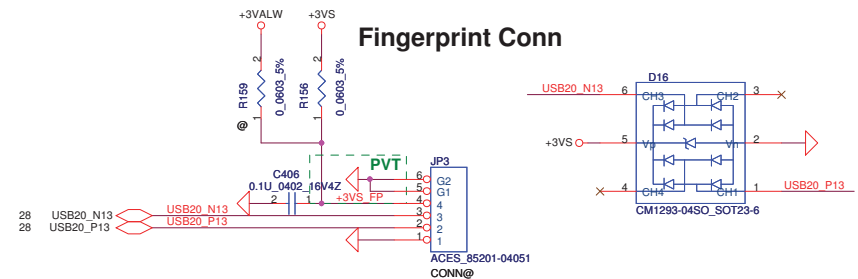 Fingerprint Conn
+3VALW
+3VS
2
2
R159
0_0603_5%
R156
0_0603_5%
1
1
@
PVT
JP3
C406
0.1U_0402_16V4Z
2
1
+3VS_FP
6
G2
5
G1
4
4
3
3
2
2
1
1
28 USB20_N13
USB20_N13
28 USB20_P13
USB20_P13
ACES_85201-04051
CONN@
D16
USB20_N13
6
CH3
CH2
3
+3VS
5
Vp
Vn
2
4
CH4
CH1
1
USB20_P13
CM1293-04SO_SOT23-6